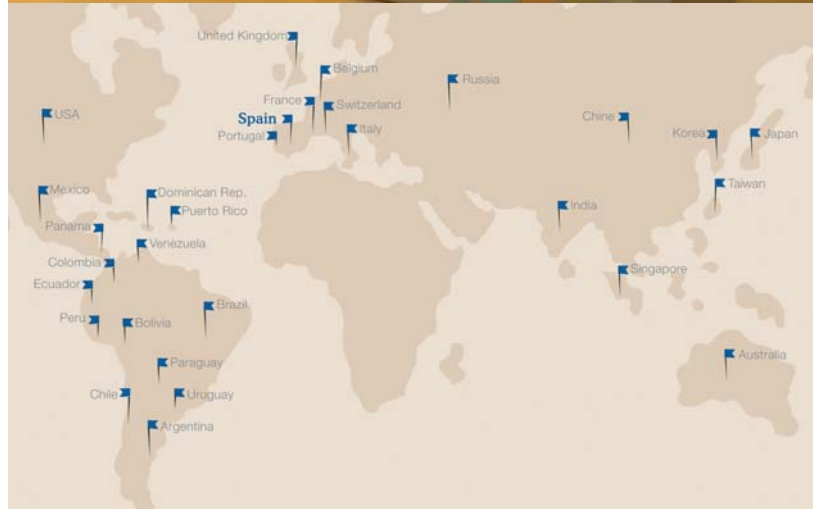 United Kingdom
Belgium
Russia
France
Switzerland
USA
Spain
Chine
Portugal
Italy
Korea
Japan
Mexico
Dominican Rep.
Taiwan
Puerto Rico
India
Panama
Venezuela
Colombia
Singapore
Ecuador
Brazil
Peru
Bolivia
Australia
Paraguay
Chile
Uruguay
Argentina